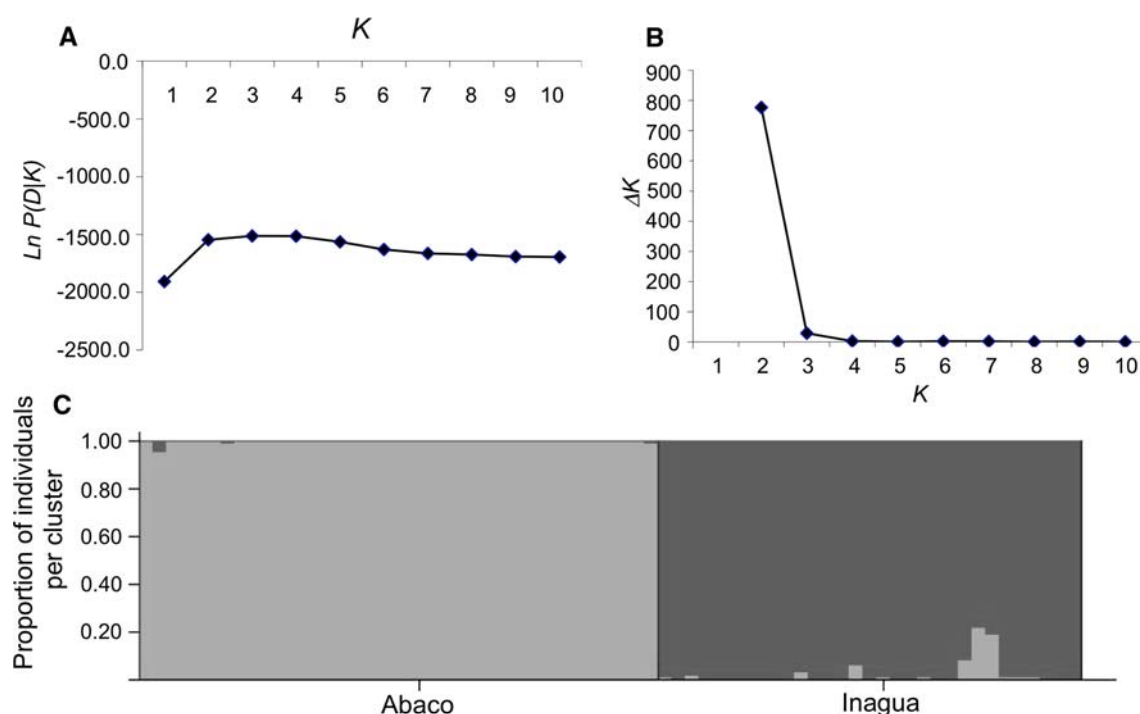 A
K
0.0
1 2 3 4 5 6 7 8 9 10
-500.0
-1000.0
-1500.0
-2000.0
-2500.0
Ln P(D|K)
B
900
800
700
600
500
400
300
200
100
0
ΔK
1 2 3 4 5 6 7 8 9 10
K
C
Proportion of individuals
per cluster
1.00
0.80
0.60
0.40
0.20
Abaco Inagua